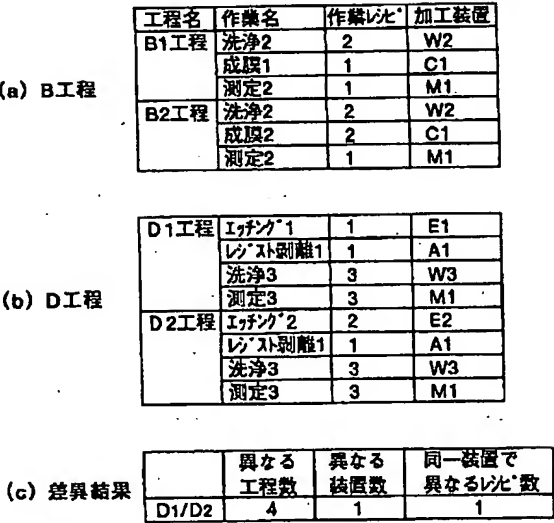 工程名 作業名 作業レシピ 加工装置
B1工程 洗浄2 2 W2
成膜1 1 C1
(a) B工程
測定2 1 M1
B2工程 洗浄2 2 W2
成膜2 2 C1
測定2 1 M1
D1工程 エッチング1 1 E1
レジスト剥離1 1 A1
洗浄3 3 W3
(b) D工程
測定3 3 M1
D2工程 エッチング2 2 E2
レジスト剥離1 1 A1
洗浄3 3 W3
測定3 3 M1
(c) 差異結果
異なる 異なる 同一装置で
工程数 装置数 異なるレシピ数
D1/D2 4 1 1